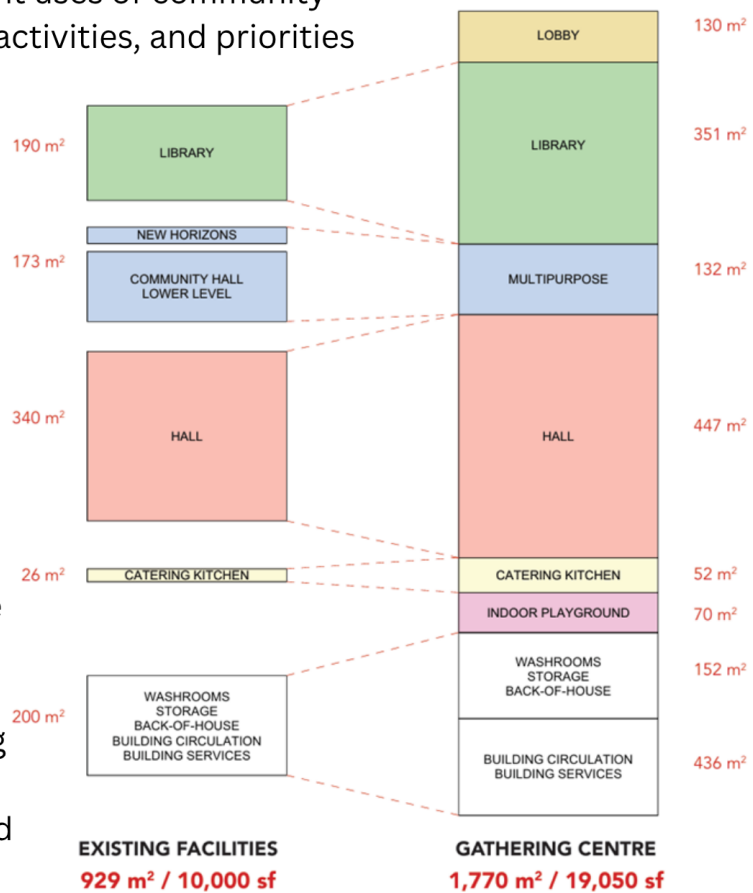 nt uses of community
activities, and priorities
130 m²
LOBBY
190 m²
LIBRARY
LIBRARY
351 m²
NEW HORIZONS
173 m²
COMMUNITY HALL
LOWER LEVEL
MULTIPURPOSE
132 m²
340 m²
HALL
HALL
447 m²
26 m²
CATERING KITCHEN
CATERING KITCHEN
52 m²
INDOOR PLAYGROUND
70 m²
WASHROOMS
STORAGE
BACK-OF-HOUSE
152 m²
200 m²
WASHROOMS
STORAGE
BACK-OF-HOUSE
BUILDING CIRCULATION
BUILDING SERVICES
BUILDING CIRCULATION
BUILDING SERVICES
436 m²
EXISTING FACILITIES
929 m² / 10,000 sf
GATHERING CENTRE
1,770 m² / 19,050 sf